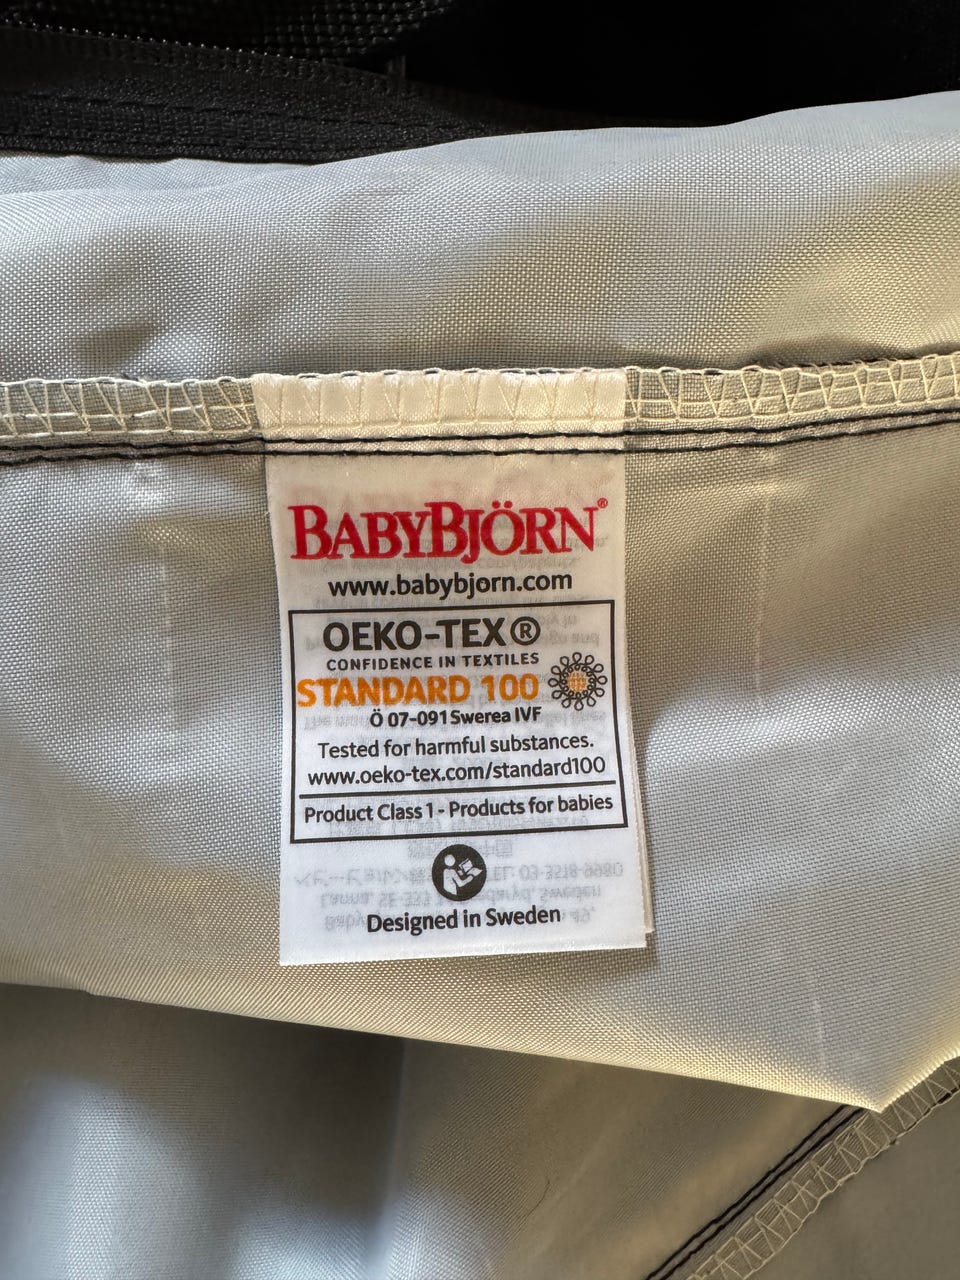 BABYBJÖRN®
www.babybjorn.com
OEKO-TEX®
CONFIDENCE IN TEXTILES
STANDARD 100
Ö 07-091 Swerea IVF
Tested for harmful substances.
www.oeko-tex.com/standard100
Product Class 1 - Products for babies
Designed in Sweden